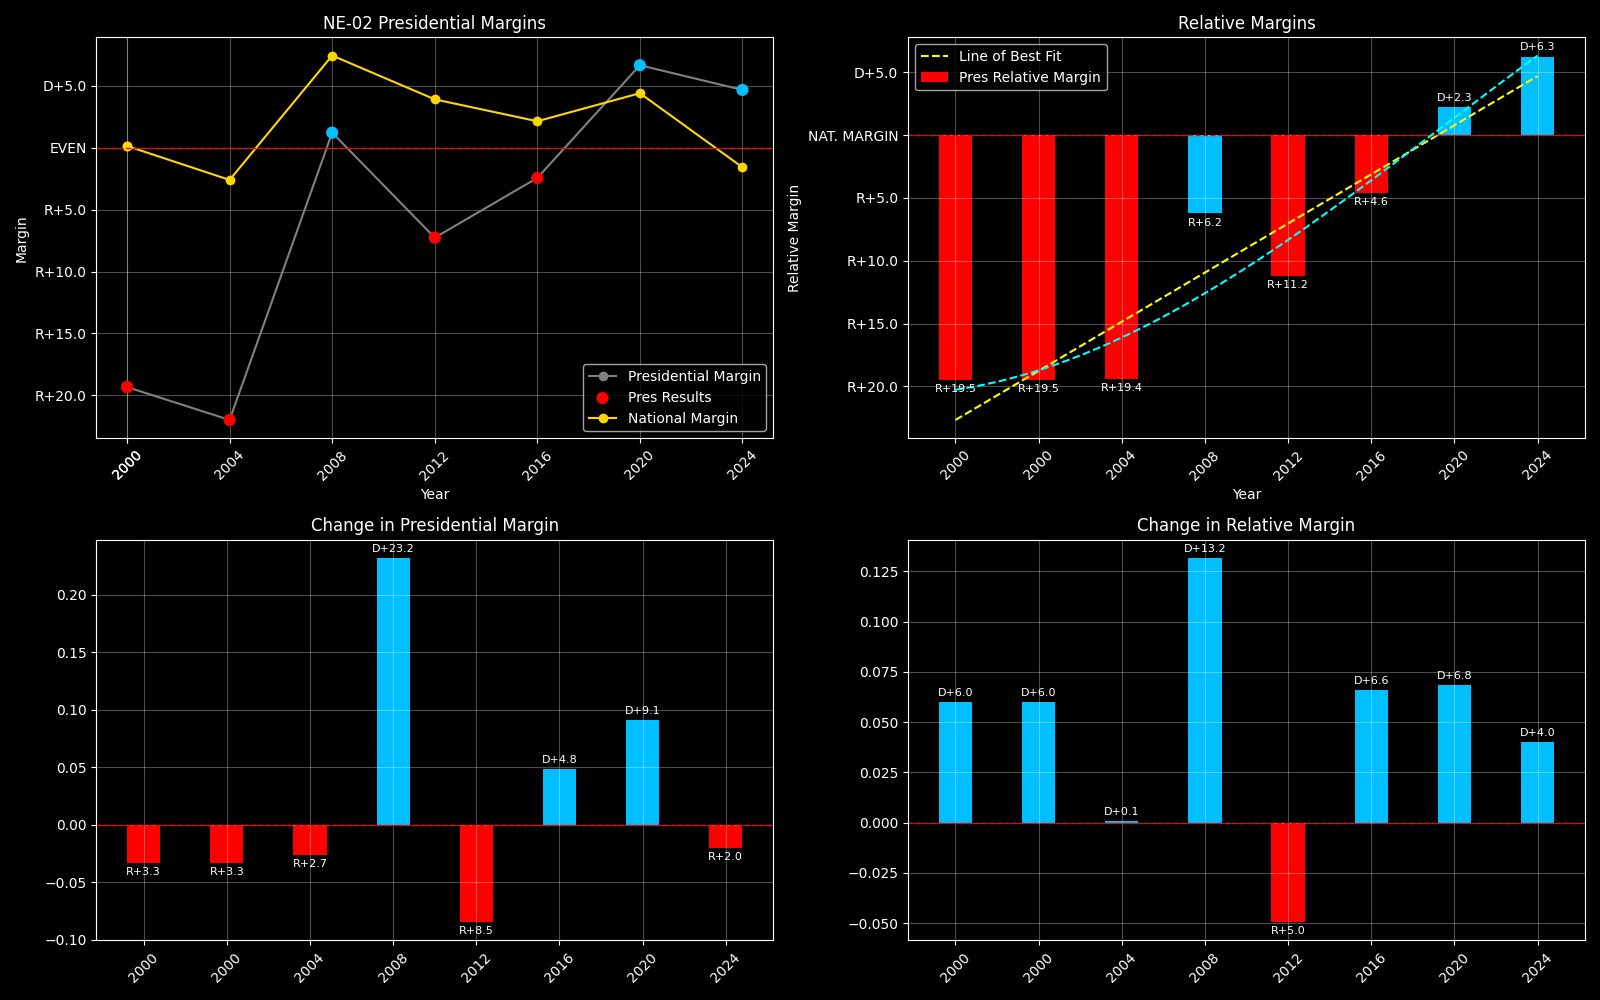 NE-02 Presidential Margins
Margin
D+5.0
EVEN
R+5.0
R+10.0
R+15.0
R+20.0
Presidential Margin
Pres Results
National Margin
2000
2004
2008
2012
2016
2020
2024
Year
Relative Margins
Relative Margin
D+5.0
NAT. MARGIN
R+5.0
R+10.0
R+15.0
R+20.0
Line of Best Fit
Pres Relative Margin
R+19.5
R+19.5
R+19.4
R+6.2
R+11.2
R+4.6
D+2.3
D+6.3
2000
2000
2004
2008
2012
2016
2020
2024
Year
Change in Presidential Margin
0.20
0.15
0.10
0.05
0.00
−0.05
−0.10
R+3.3
R+3.3
R+2.7
D+23.2
R+8.5
D+4.8
D+9.1
R+2.0
2000
2000
2004
2008
2012
2016
2020
2024
Change in Relative Margin
0.125
0.100
0.075
0.050
0.025
0.000
−0.025
−0.050
D+6.0
D+6.0
D+0.1
D+13.2
R+5.0
D+6.6
D+6.8
D+4.0
2000
2000
2004
2008
2012
2016
2020
2024